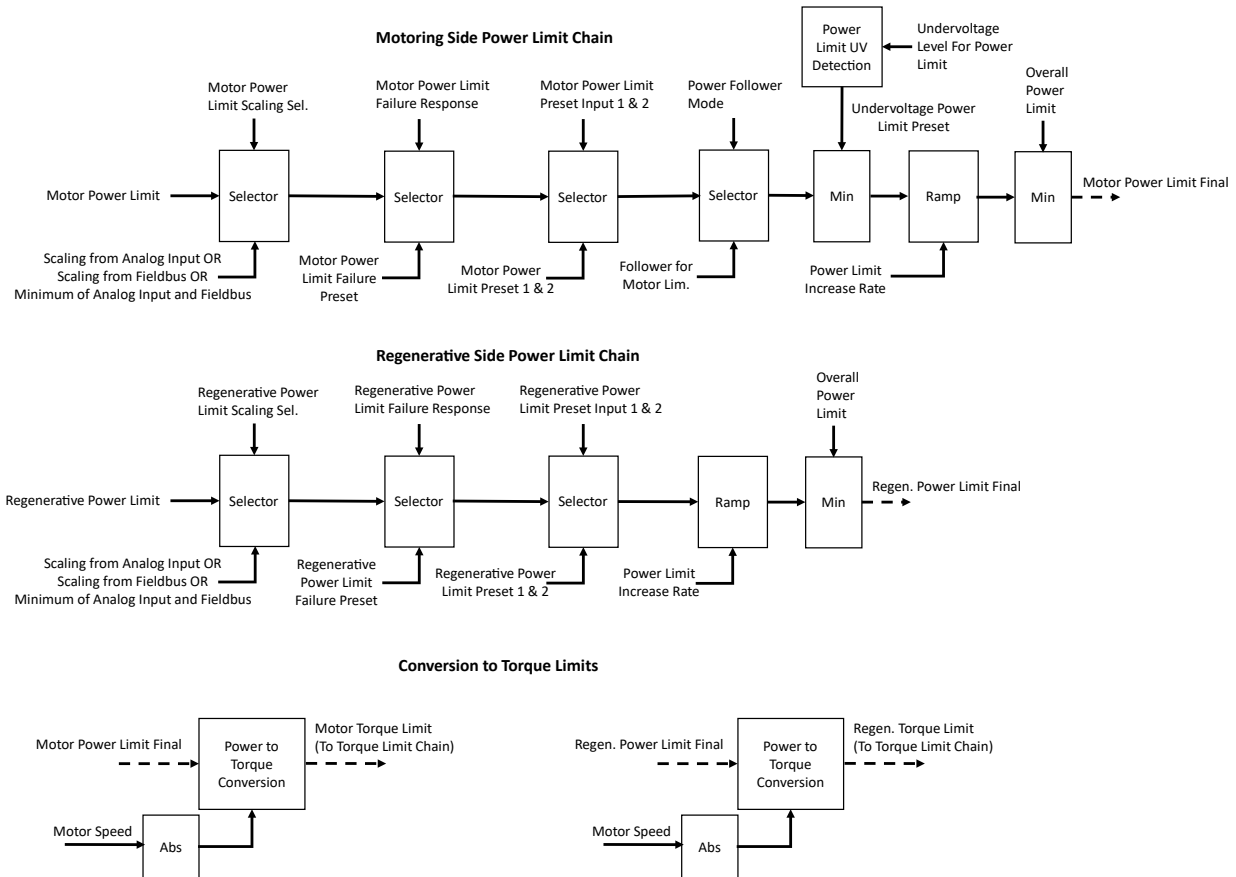 Motoring Side Power Limit Chain
Power
Limit UV
Detection
Undervoltage
Level For Power
Limit
Motor Power
Limit Scaling Sel.
Motor Power Limit
Failure Response
Motor Power Limit
Preset Input 1 & 2
Power Follower
Mode
Undervoltage Power
Limit Preset
Overall
Power
Limit
Motor Power Limit
Selector
Selector
Selector
Selector
Min
Ramp
Min
Motor Power Limit Final
Scaling from Analog Input OR
Scaling from Fieldbus OR
Minimum of Analog Input and Fieldbus
Motor Power
Limit Failure
Preset
Motor Power
Limit Preset 1 & 2
Follower for
Motor Lim.
Power Limit
Increase Rate
Regenerative Side Power Limit Chain
Regenerative Power
Limit Scaling Sel.
Regenerative Power
Limit Failure Response
Regenerative Power
Limit Preset Input 1 & 2
Overall
Power
Limit
Regenerative Power Limit
Selector
Selector
Selector
Ramp
Min
Regen. Power Limit Final
Scaling from Analog Input OR
Scaling from Fieldbus OR
Minimum of Analog Input and Fieldbus
Regenerative
Power Limit
Failure Preset
Regenerative Power
Limit Preset 1 & 2
Power Limit
Increase Rate
Conversion to Torque Limits
Motor Power Limit Final
Power to
Torque
Conversion
Motor Torque Limit
(To Torque Limit Chain)
Motor Speed
Abs
Regen. Power Limit Final
Power to
Torque
Conversion
Regen. Torque Limit
(To Torque Limit Chain)
Motor Speed
Abs